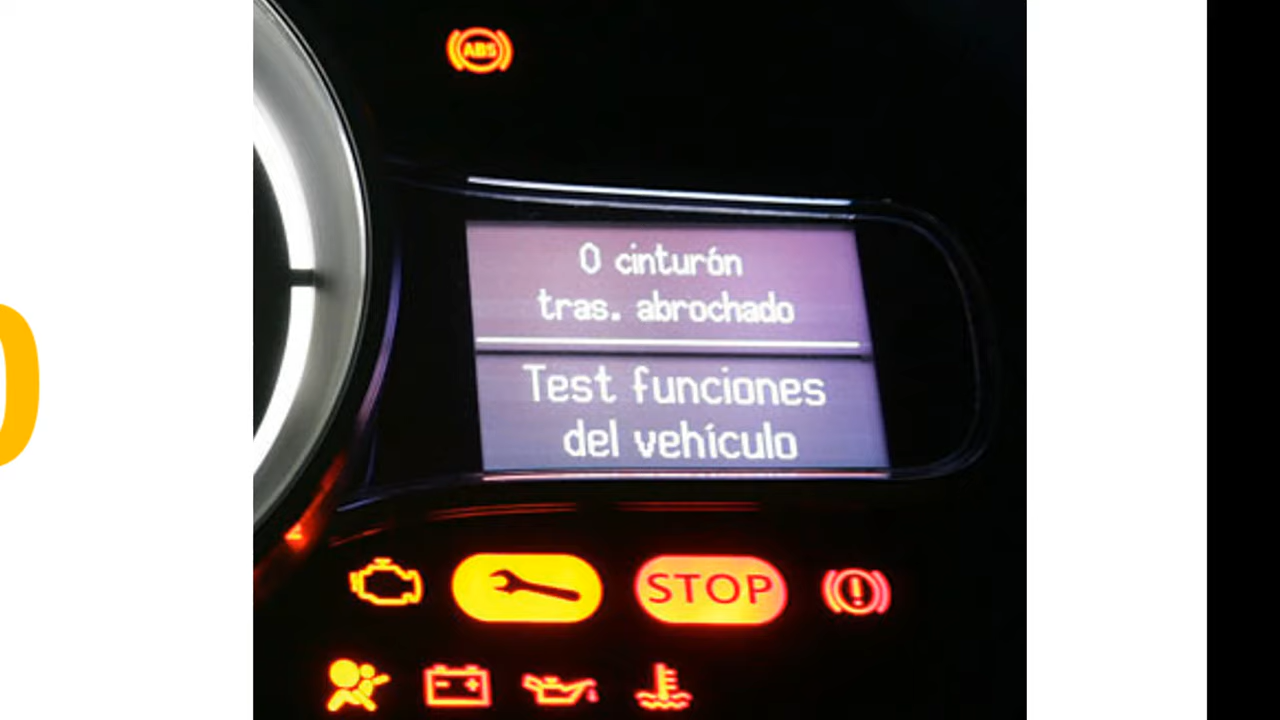 ABS
0 cinturón
tras. abrochado
Test funciones
del vehículo
STOP